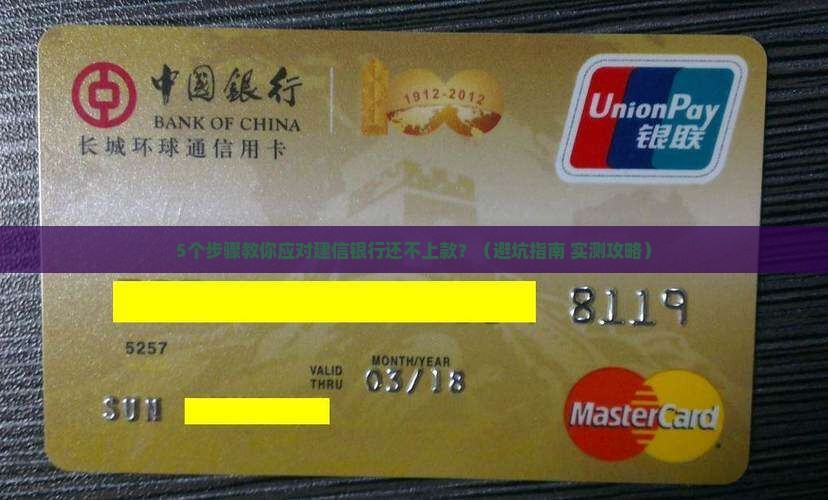 中國銀行
BANK OF CHINA
长城环球通信用卡
1912-2012
UnionPay
银联
5个步骤教你应对建信银行还不上款？（避坑指南 实测攻略）
8119
5257
VALID THRU
MONTH/YEAR
03/18
SUN
MasterCard